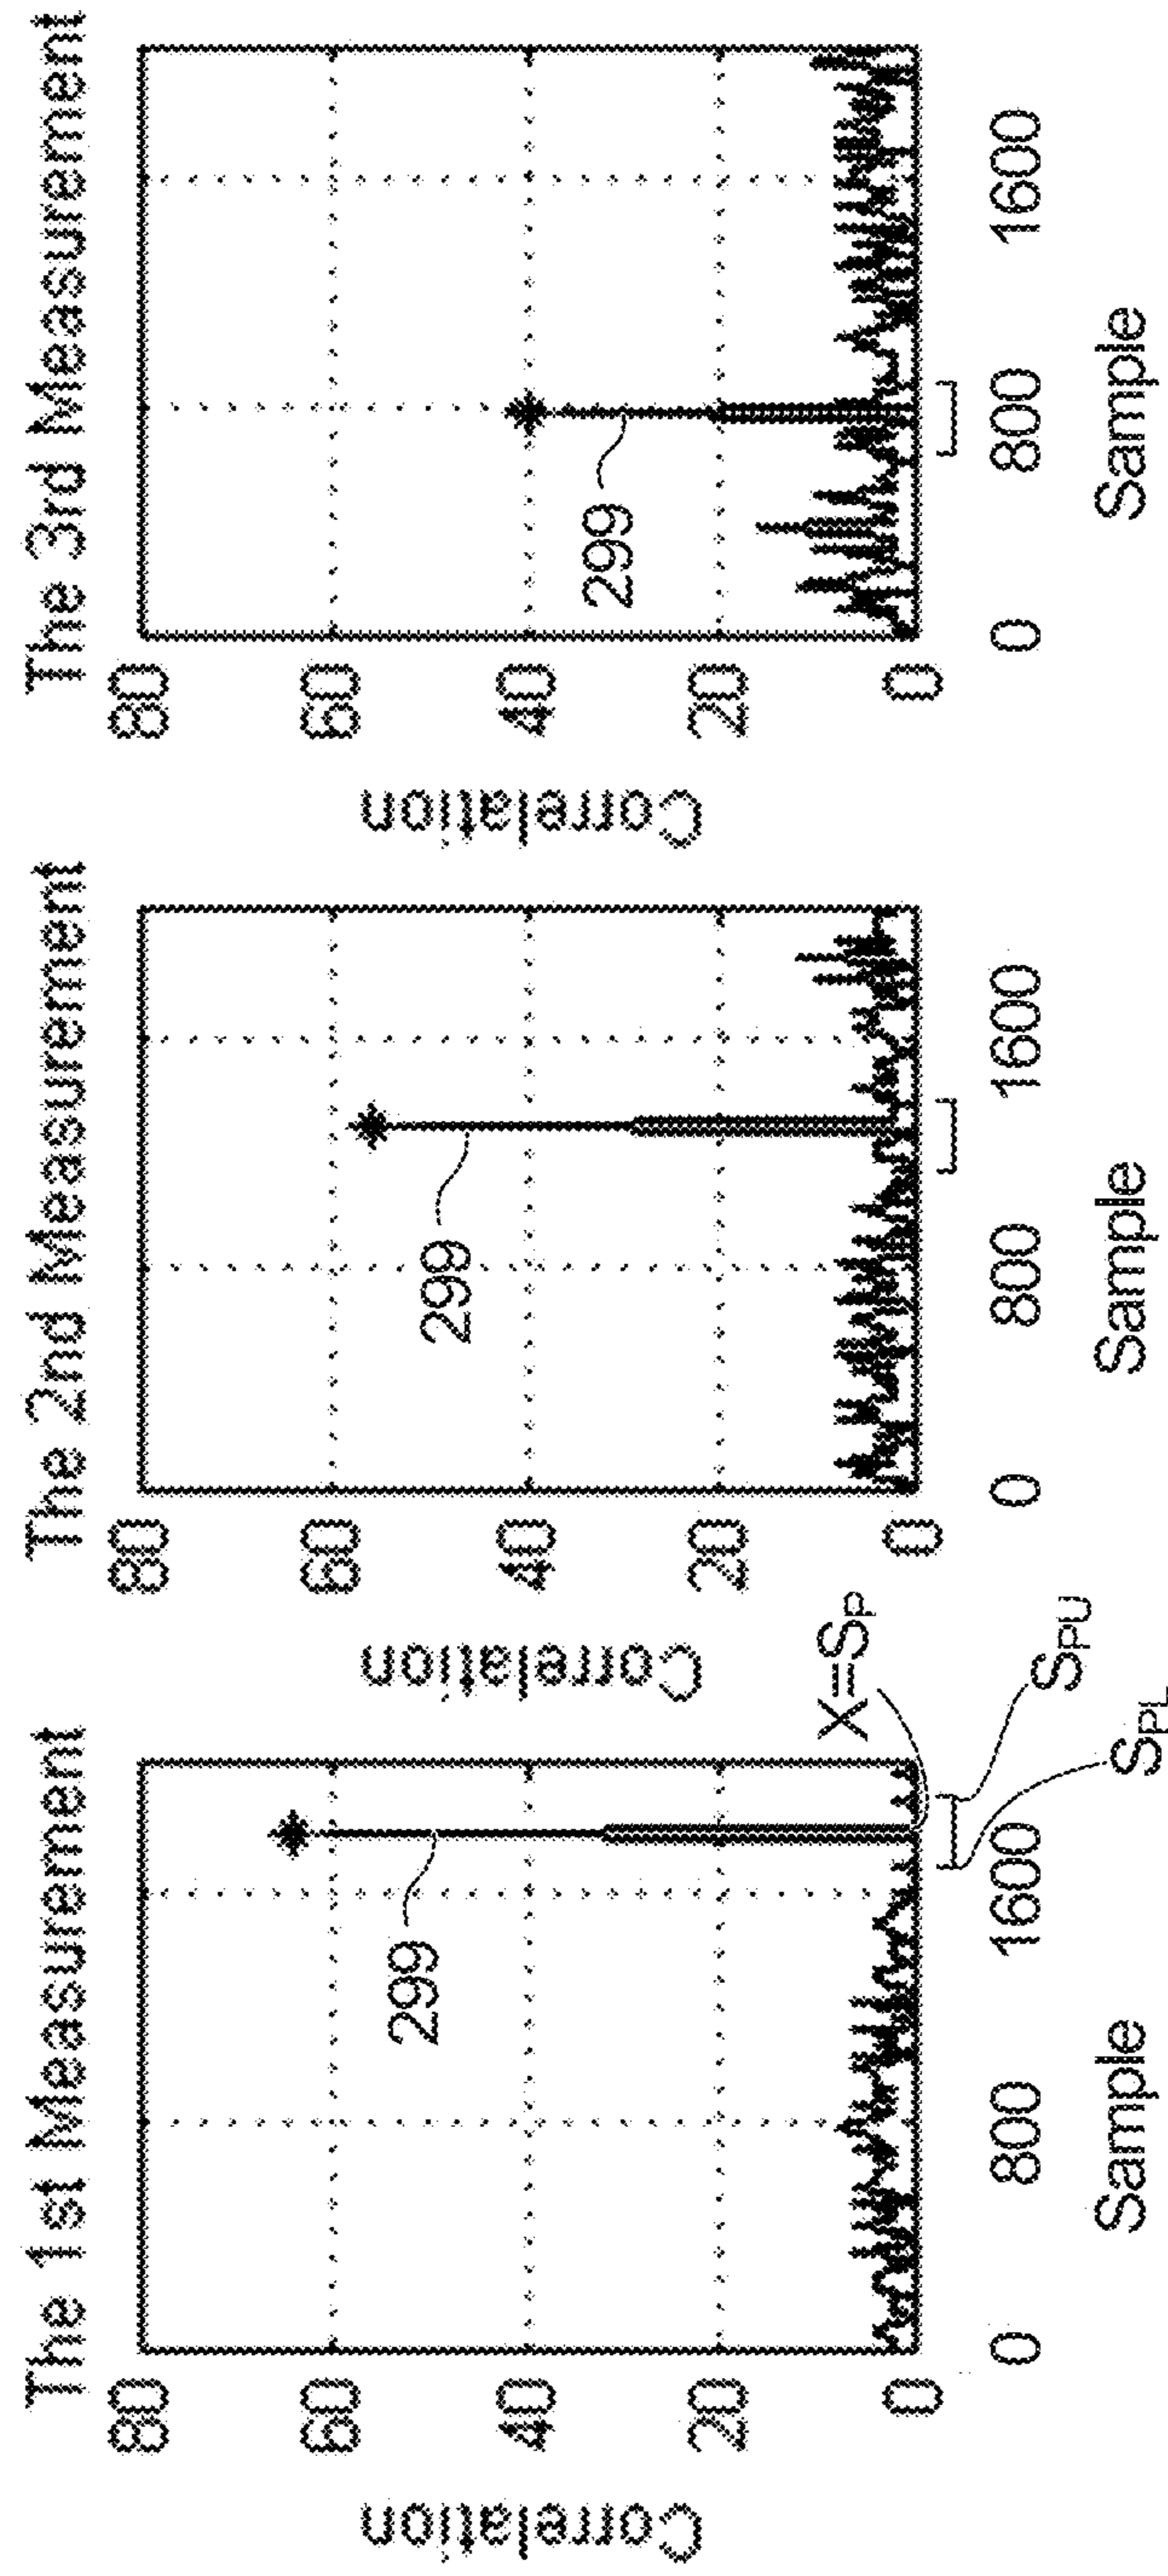 The 1st Measurement
Correlation
80
60
40
20
0
299
X=SP
0
800
1600
SPU
SPL
Sample
The 2nd Measurement
Correlation
80
60
40
20
0
299
0
800
1600
Sample
The 3rd Measurement
Correlation
80
60
40
20
0
299
0
800
1600
Sample